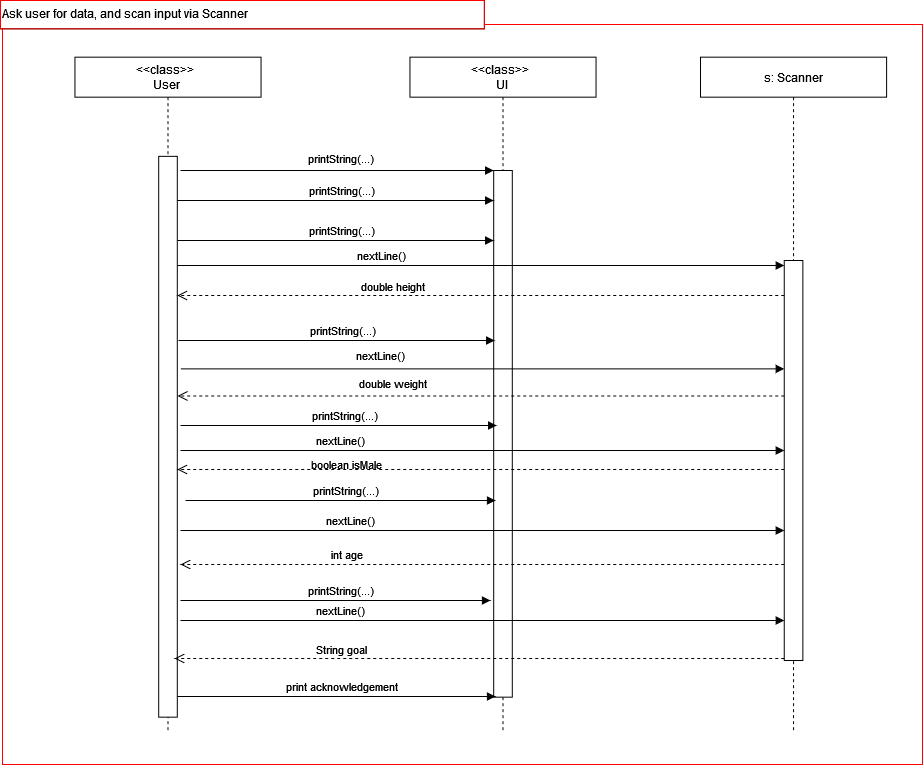 Ask user for data, and scan input via Scanner
<<class>>
User
<<class>>
UI
s: Scanner
printString(...)
printString(...)
printString(...)
nextLine()
double height
printString(...)
nextLine()
double weight
printString(...)
nextLine()
boolean isMale
printString(...)
nextLine()
int age
printString(...)
nextLine()
String goal
print acknowledgement